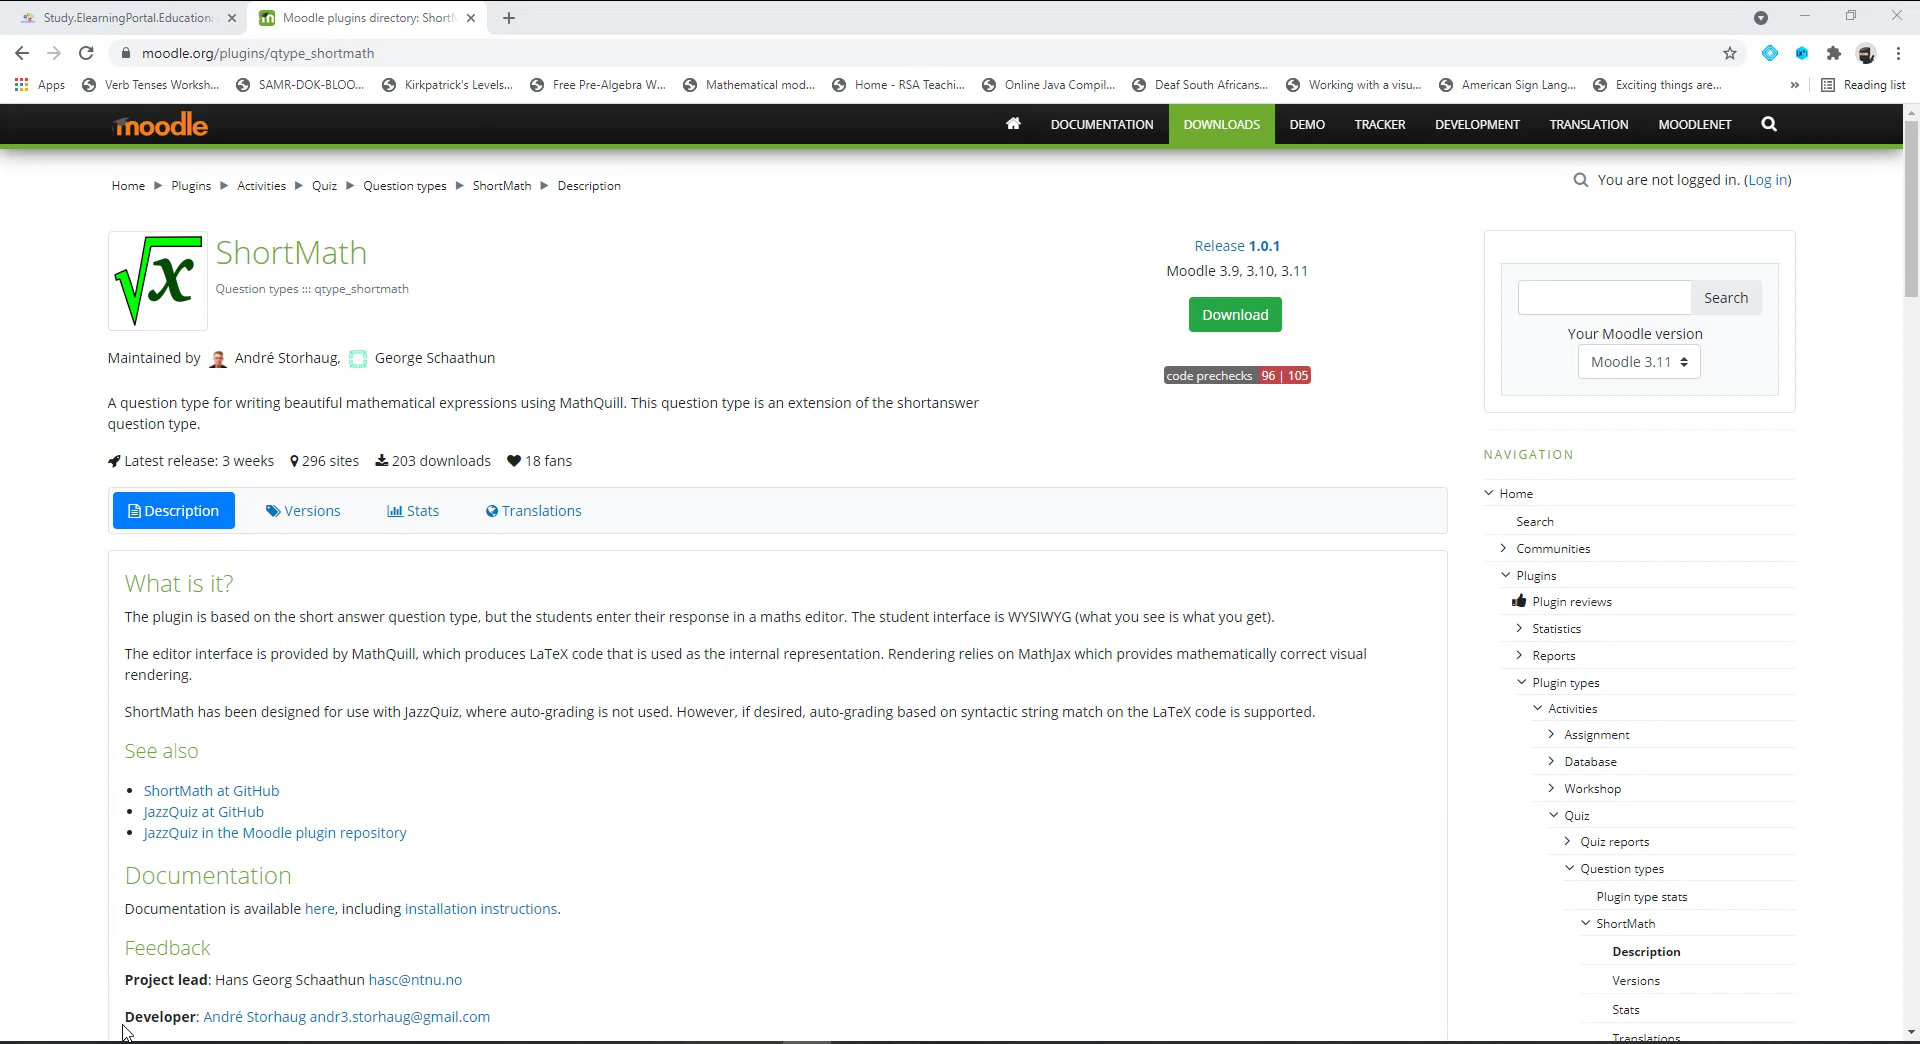 Study.ElearningPortal.Education:
Moodle plugins directory: Short
moodle.org/plugins/qtype_shortmath
Apps
Verb Tenses Worksh...
SAMR-DOK-BLOO...
Kirkpatrick's Levels...
Free Pre-Algebra W...
Mathematical mod...
Home - RSA Teachi...
Online Java Compil...
Deaf South Africans...
Working with a visu...
American Sign Lang...
Exciting things are...
»
Reading list
moodle
DOCUMENTATION
DOWNLOADS
DEMO
TRACKER
DEVELOPMENT
TRANSLATION
MOODLENET
Home ► Plugins ► Activities ► Quiz ► Question types ► ShortMath ► Description
You are not logged in. (Log in)
√x
ShortMath
Question types ::: qtype_shortmath
Release 1.0.1
Moodle 3.9, 3.10, 3.11
Download
code prechecks 96 | 105
Maintained by André Storhaug, George Schaathun
A question type for writing beautiful mathematical expressions using MathQuill. This question type is an extension of the shortanswer
question type.
Latest release: 3 weeks 296 sites 203 downloads 18 fans
Description
Versions
Stats
Translations
What is it?
The plugin is based on the short answer question type, but the students enter their response in a maths editor. The student interface is WYSIWYG (what you see is what you get).
The editor interface is provided by MathQuill, which produces LaTeX code that is used as the internal representation. Rendering relies on MathJax which provides mathematically correct visual
rendering.
ShortMath has been designed for use with JazzQuiz, where auto-grading is not used. However, if desired, auto-grading based on syntactic string match on the LaTeX code is supported.
See also
• ShortMath at GitHub
• JazzQuiz at GitHub
• JazzQuiz in the Moodle plugin repository
Documentation
Documentation is available here, including installation instructions.
Feedback
Project lead: Hans Georg Schaathun hasc@ntnu.no
Developer: André Storhaug andr3.storhaug@gmail.com
Search
Your Moodle version
Moodle 3.11
NAVIGATION
Home
Search
Communities
Plugins
Plugin reviews
Statistics
Reports
Plugin types
Activities
Assignment
Database
Workshop
Quiz
Quiz reports
Question types
Plugin type stats
ShortMath
Description
Versions
Stats
Translations